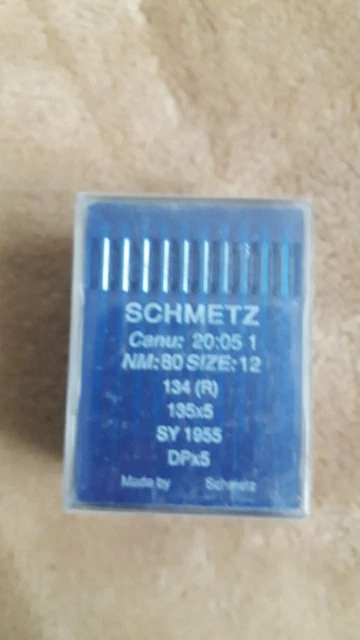 SCHMETZ
Canu: 20:05 1
NM:80 SIZE:12
134 (R)
135x5
SY 1955
DPx5
Made by Schmetz